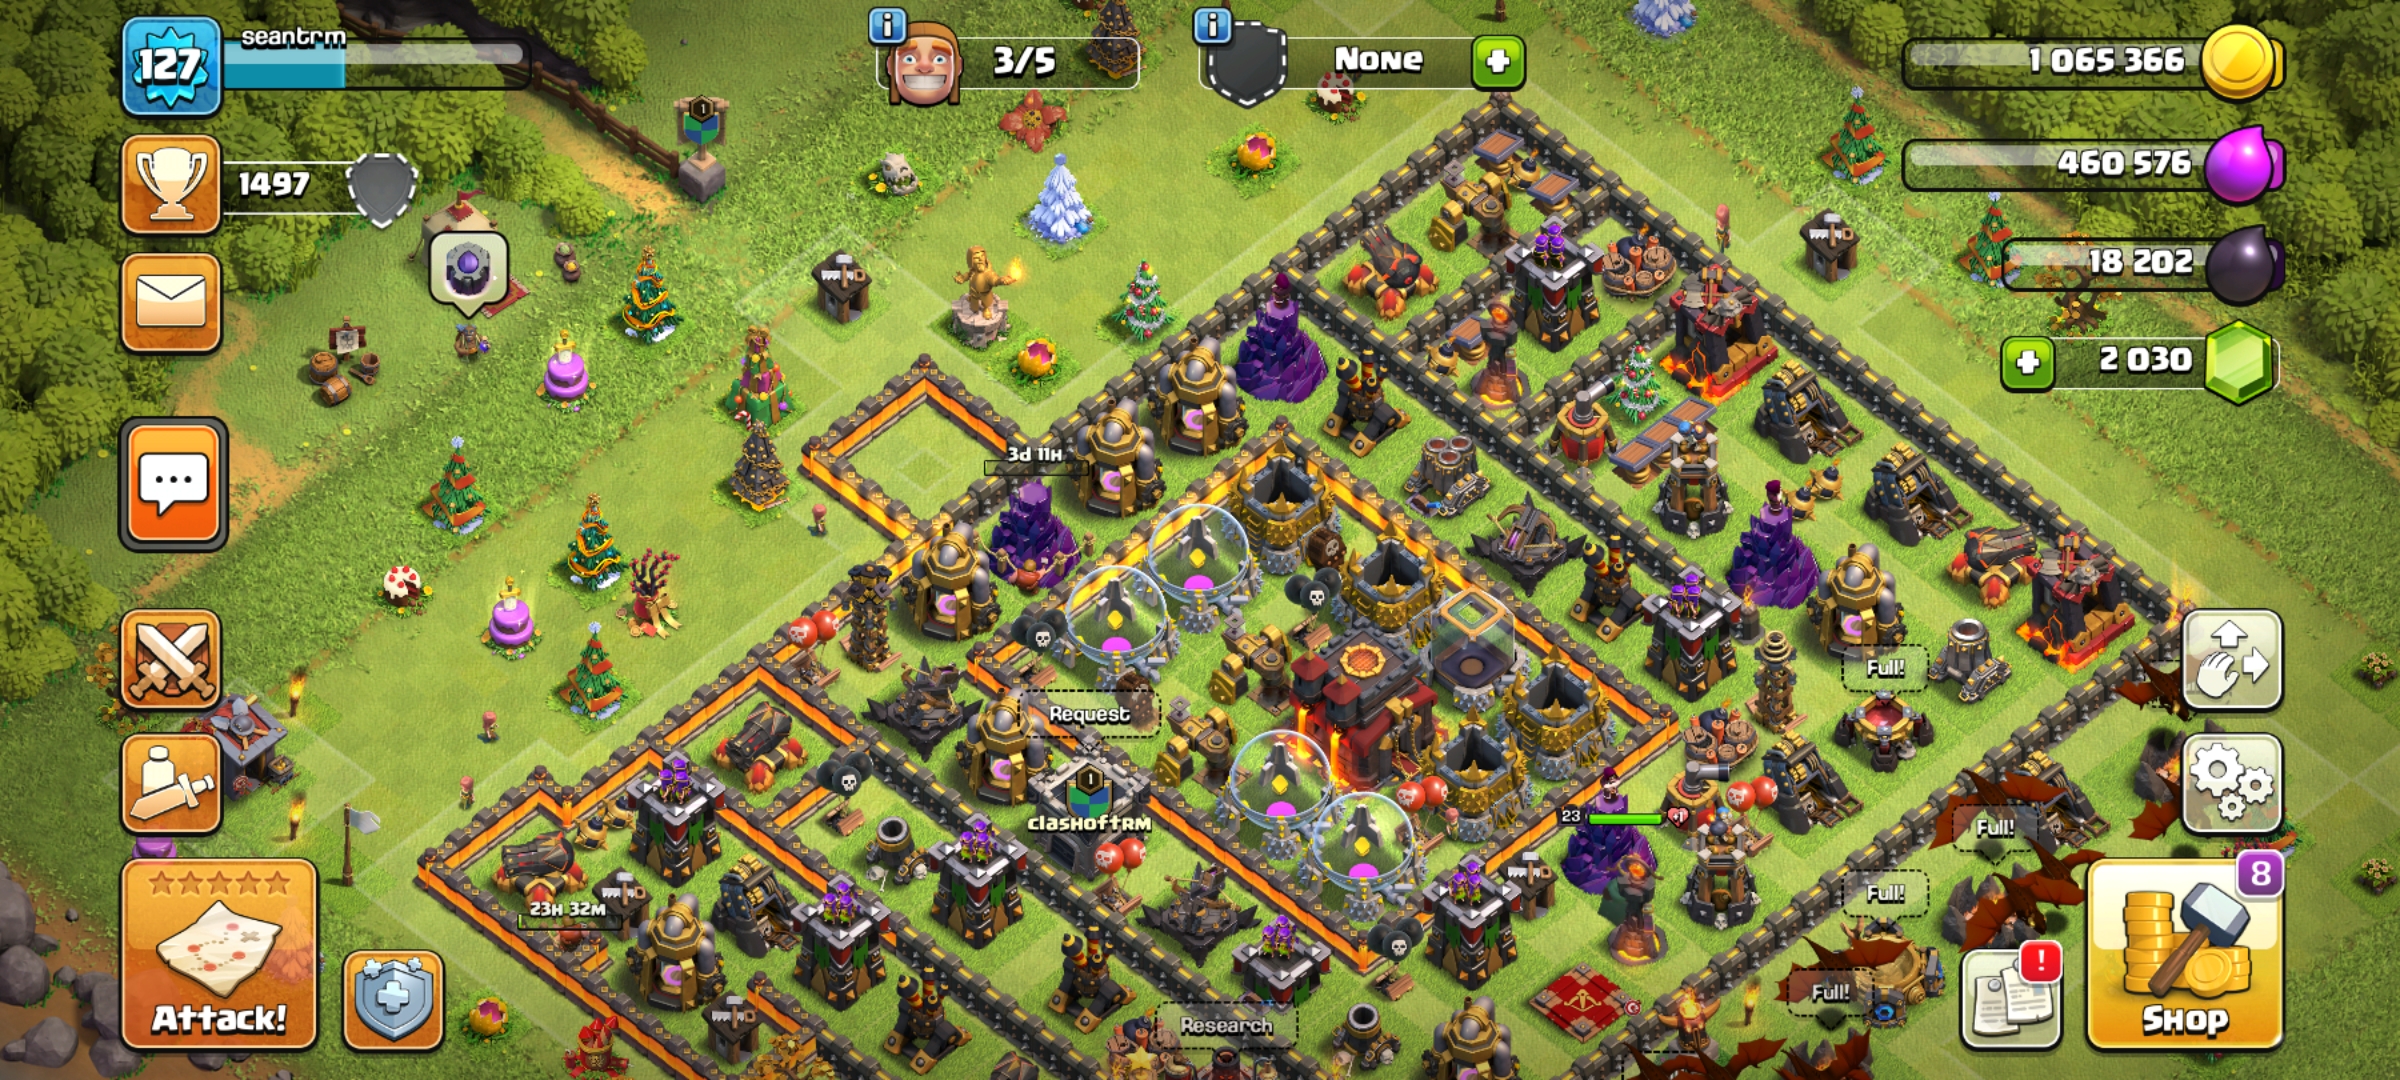 127
seantrm
3/5
None
1 065 366
1497
460 576
18 202
2 030
3d 11h
Full!
Request
clashoftrm
23
+1
Full!
Full!
23h 32m
8
Full!
!
Attack!
Research
Shop